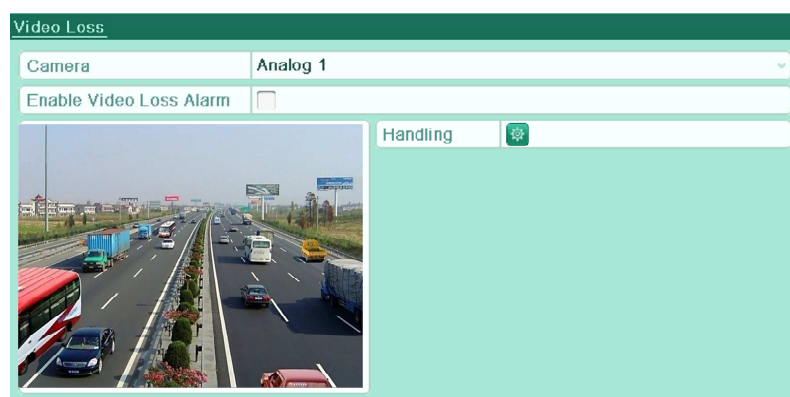 Video Loss
Camera
Analog 1
Enable Video Loss Alarm
Handling